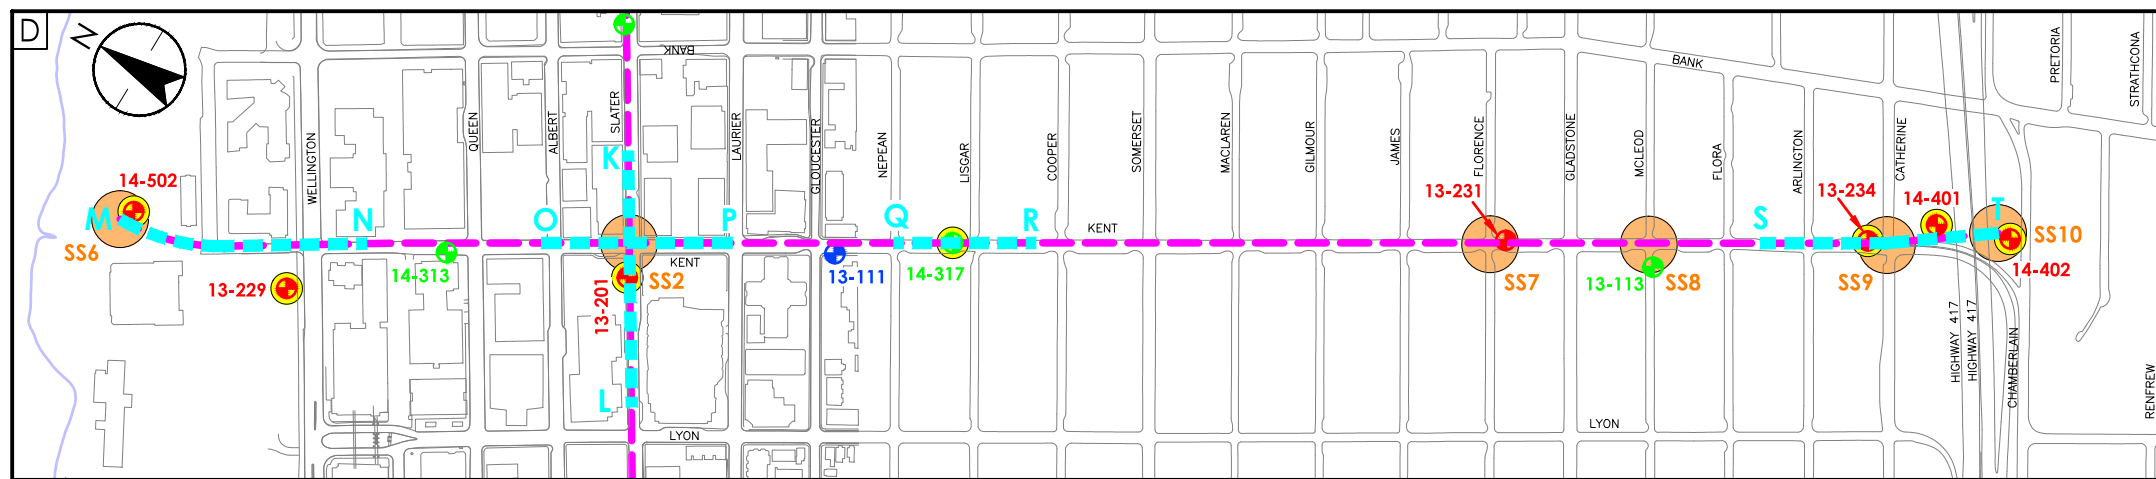 D
N
BANK
BANK
PRETORIA
STRATHCONA
WELLINGTON
QUEEN
ALBERT
SLATER
LAURIER
GLOUCESTER
NEPEAN
LISGAR
COOPER
SOMERSET
MACLAREN
GILMOUR
JAMES
FLORENCE
GLADSTONE
MCLEOD
FLORA
ARLINGTON
CATHERINE
K
14-502
13-231
13-234
14-401
M
N
O
P
Q
R
S
T
KENT
SS6
KENT
SS10
14-313
SS2
13-111
14-317
SS7
13-113
SS8
SS9
14-402
13-229
13-201
HIGHWAY 417
HIGHWAY 417
CHAMBERLAIN
RENFREW
L
LYON
LYON